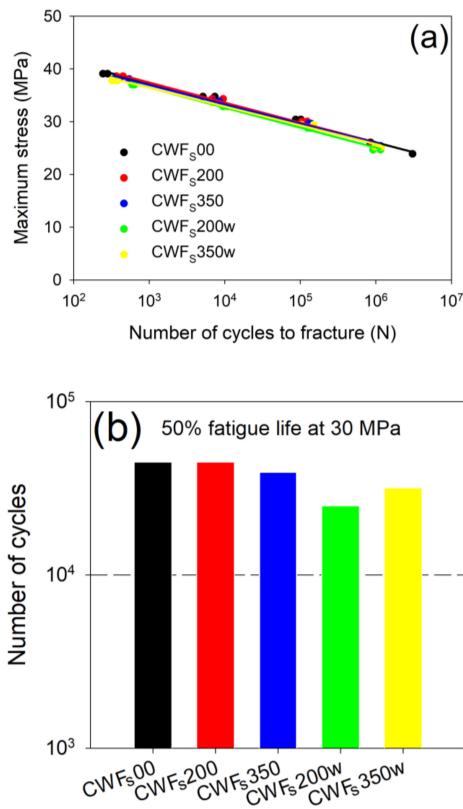 (a)
50
40
30
20
10
0
Maximum stress (MPa)
CWFS00
CWFS200
CWFS350
CWFS200w
CWFS350w
10² 10³ 10⁴ 10⁵ 10⁶ 10⁷
Number of cycles to fracture (N)
(b) 50% fatigue life at 30 MPa
10⁵
10⁴
10³
Number of cycles
CWFS00 CWFS200 CWFS350 CWFS200w CWFS350w